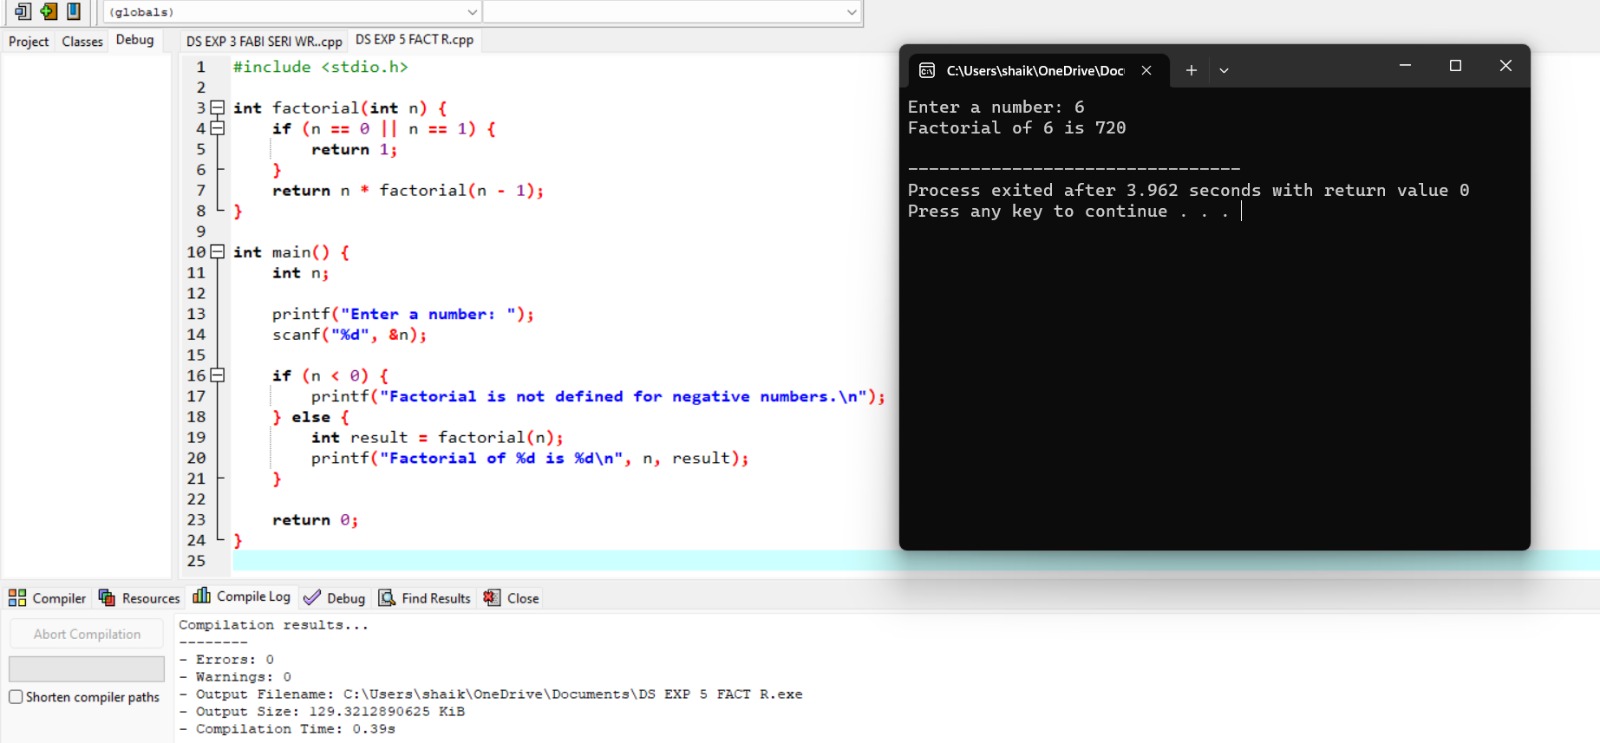 (globals)
Project Classes Debug
DS EXP 3 FABI SERI WR...cpp DS EXP 5 FACT R.cpp
1 #include <stdio.h>
2
3 int factorial(int n) {
4 if (n == 0 || n == 1) {
5 return 1;
6 }
7 return n * factorial(n - 1);
8 }
9
10 int main() {
11 int n;
12
13 printf("Enter a number: ");
14 scanf("%d", &n);
15
16 if (n < 0) {
17 printf("Factorial is not defined for negative numbers.\n");
18 } else {
19 int result = factorial(n);
20 printf("Factorial of %d is %d\n", n, result);
21 }
22
23 return 0;
24 }
25
C:\Users\shaik\OneDrive\Doc
Enter a number: 6
Factorial of 6 is 720
--------------------------------
Process exited after 3.962 seconds with return value 0
Press any key to continue . . .
Compiler Resources Compile Log Debug Find Results Close
Abort Compilation
Shorten compiler paths
Compilation results...
--------
- Errors: 0
- Warnings: 0
- Output Filename: C:\Users\shaik\OneDrive\Documents\DS EXP 5 FACT R.exe
- Output Size: 129.3212890625 KiB
- Compilation Time: 0.39s